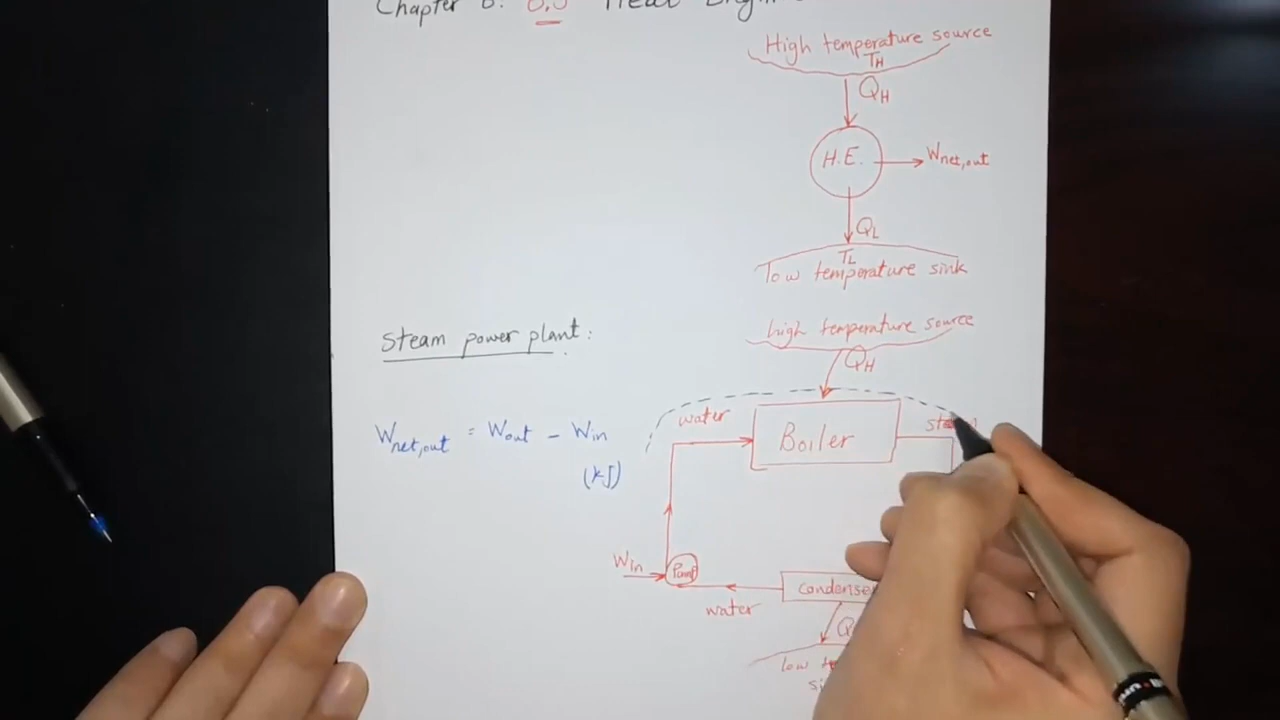 Chapter 6:
High temperature source
TH
QH
H.E.
Wnet,out
QL
TL
Low temperature sink
Steam power plant:
high temperature source
QH
water
Boiler
Wnet,out = Wout - Win
(kJ)
Win
Pump
condenser
water
Q
low